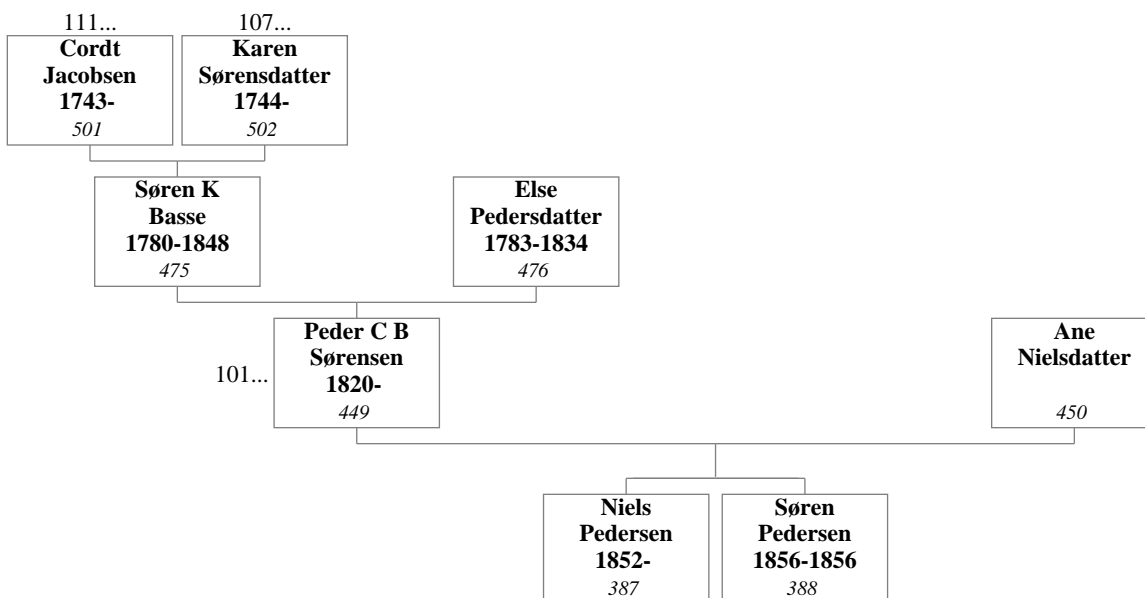 111...
107...
Cordt
Jacobsen
1743-
501
Karen
Sørensdatter
1744-
502
Søren K
Basse
1780-1848
475
Else
Pedersdatter
1783-1834
476
101...
Peder C B
Sørensen
1820-
449
Ane
Nielsdatter
450
Niels
Pedersen
1852-
387
Søren
Pedersen
1856-1856
388